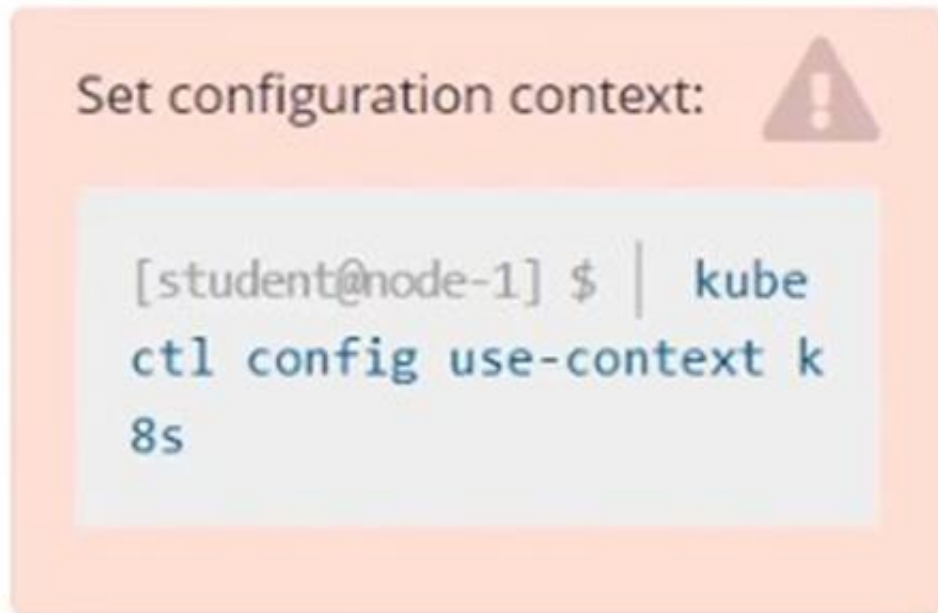 Set configuration context:
[student@node-1] $ | kube
ctl config use-context k
8s